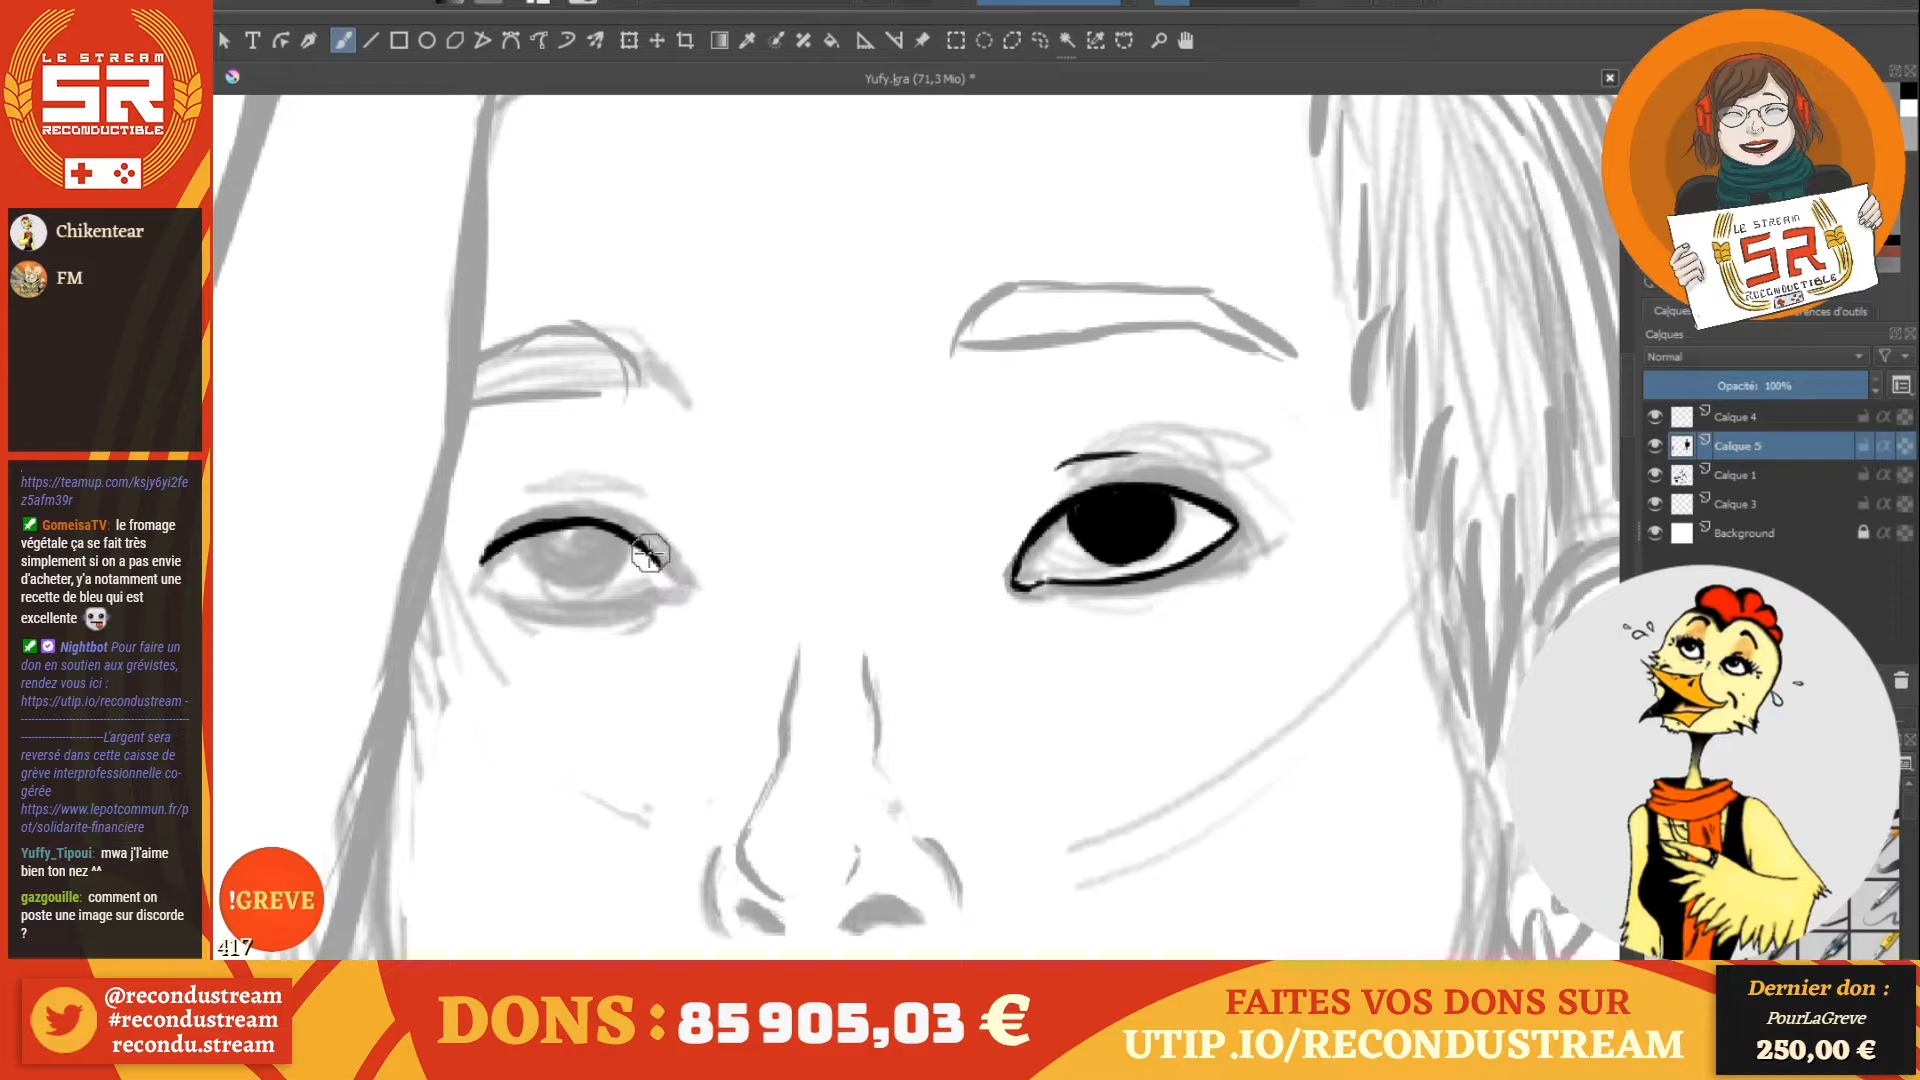 LE STREAM
SR
RECONDUCTIBLE
Chikentear
FM
https://teamup.com/ksjy6yi2fe
z5afm39r
GomeisaTV: le fromage
végétale ça se fait très
simplement si on a pas envie
d'acheter, y'a notamment une
recette de bleu qui est
excellente
Nightbot Pour faire un
don en soutien aux grévistes,
rendez vous ici :
https://utip.io/recondustream -
---------------------------------------------------
-------------------------L'argent sera
reversé dans cette caisse de
grève interprofessionnelle co-
gérée
https://www.lepotcommun.fr/p
ot/solidarite-financiere
Yuffy_Tipoui: mwa j'l'aime
bien ton nez ^^
gazgouille: comment on
poste une image sur discorde
?
Yufy.kra (71,3 Mio) *
LE STREAM
SR
RECONDUCTIBLE
Calques
Calques
Normal
Opacité: 100%
Calque 4
Calque 5
Calque 1
Calque 3
Background
!GREVE
417
@recondustream
#recondustream
recondu.stream
DONS : 85 905,03 €
FAITES VOS DONS SUR
UTIP.IO/RECONDUSTREAM
Dernier don :
PourLaGreve
250,00 €